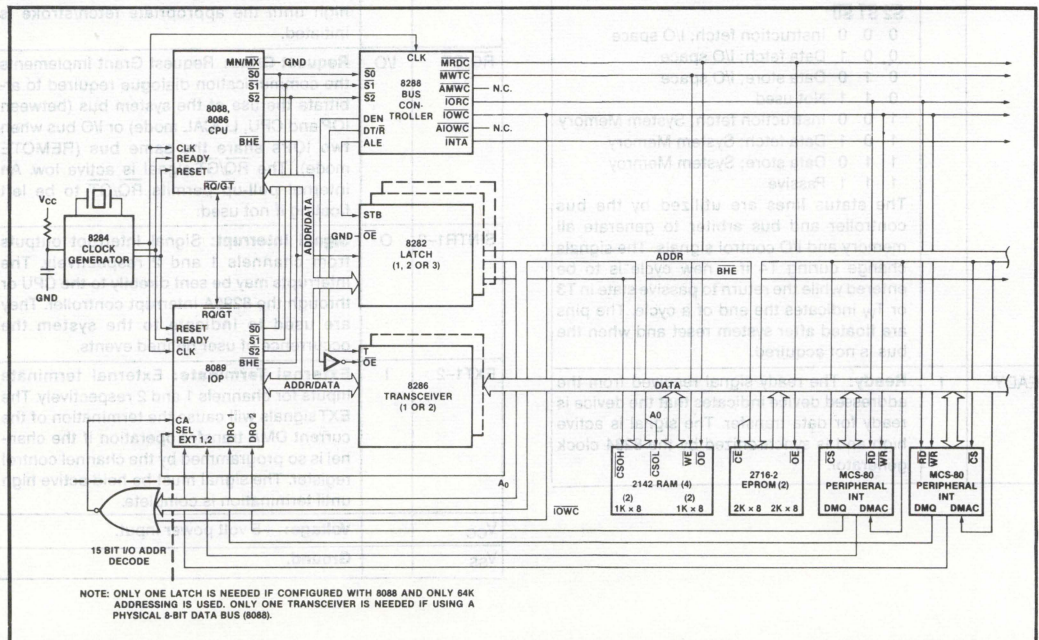 MN/MX GND
S0
S1
S2
8088,
8086
CPU
BHE
CLK
READY
RESET
RQ/GT
CLK
S0
S1
S2
8288
BUS
CON-
TROLLER
DEN
DT/R
ALE
MRDC
MWTC
AMWC N.C.
IORC
IOWC
AIOWC N.C.
INTA
VCC
8284
CLOCK
GENERATOR
GND
ADDR/DATA
STB
GND OE
8282
LATCH
(1, 2 OR 3)
ADDR
BHE
RQ/GT
RESET
READY
CLK
S0
S1
S2
BHE
8089
IOP
ADDR/DATA
T
OE
8286
TRANSCEIVER
(1 OR 2)
DATA
CA
SEL
EXT 1,2
DRQ 1
DRQ 2
A0
A0
IOWC
CSOH
CSOL
WE
OD
2142 RAM (4)
(2) (2)
1K × 8 1K × 8
CE OE
2716-2
EPROM (2)
2K × 8 2K × 8
CS RD WR
MCS-80
PERIPHERAL
INT
DMQ DMAC
RD WR CS
MCS-80
PERIPHERAL
INT
DMQ DMAC
15 BIT I/O ADDR
DECODE
NOTE: ONLY ONE LATCH IS NEEDED IF CONFIGURED WITH 8088 AND ONLY 64K
ADDRESSING IS USED. ONLY ONE TRANSCEIVER IS NEEDED IF USING A
PHYSICAL 8-BIT DATA BUS (8088).